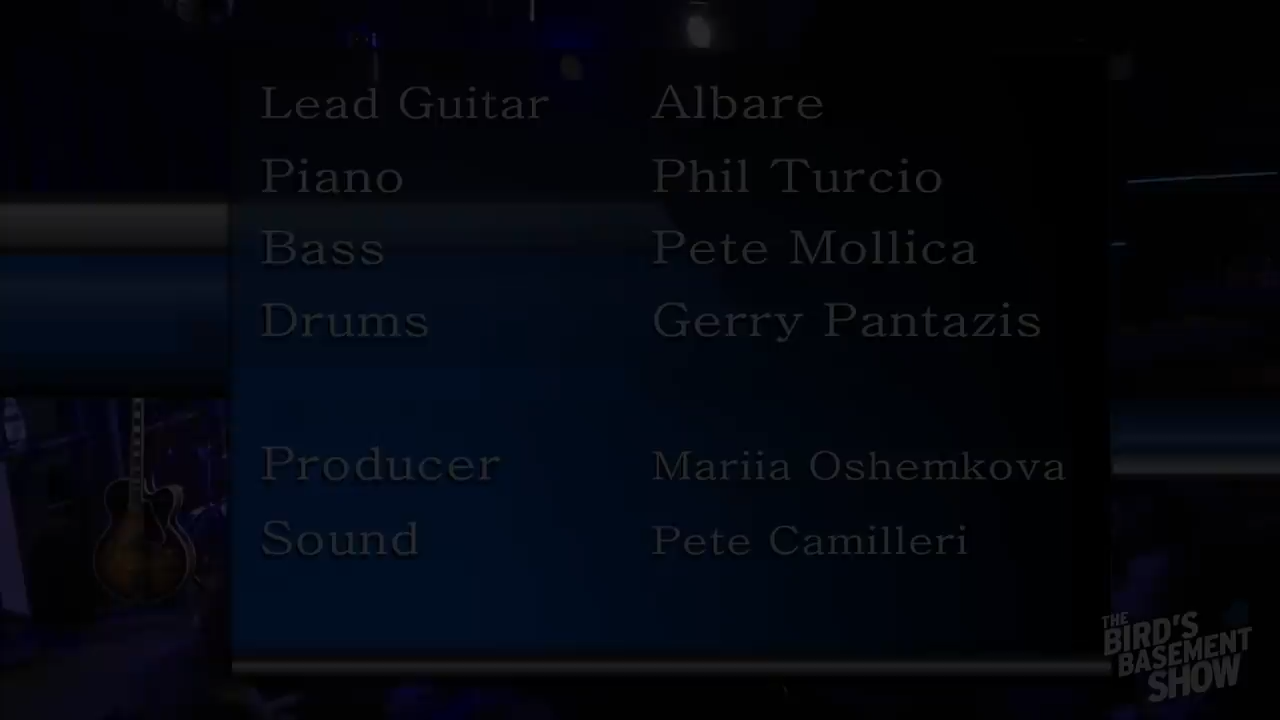 Lead Guitar Albare
Piano Phil Turcio
Bass Pete Mollica
Drums Gerry Pantazis
Producer Mariia Oshemkova
Sound Pete Camilleri
THE
BIRD'S
BASEMENT
SHOW